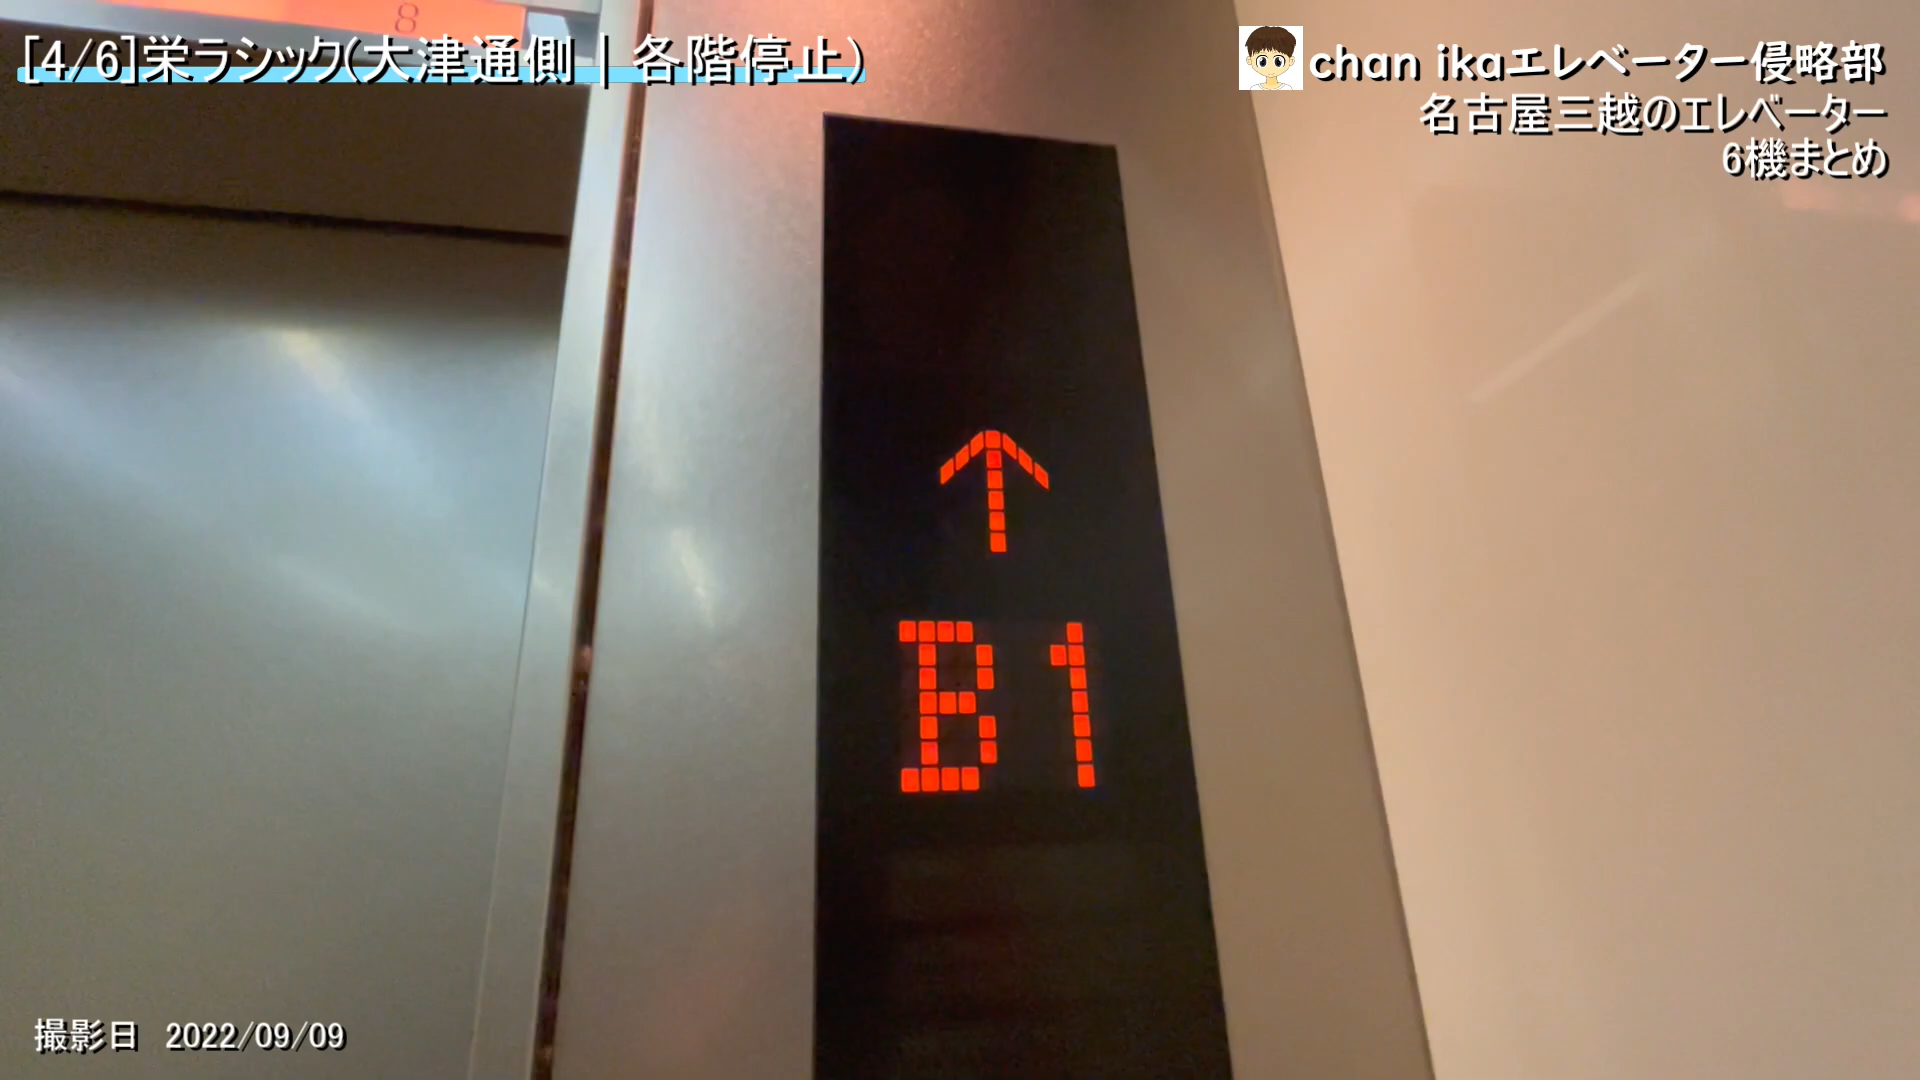 8
[4/6]栄ラシック(大津通側｜各階停止)
chan ikaエレベーター侵略部
名古屋三越のエレベーター
6機まとめ
↑
B1
撮影日 2022/09/09